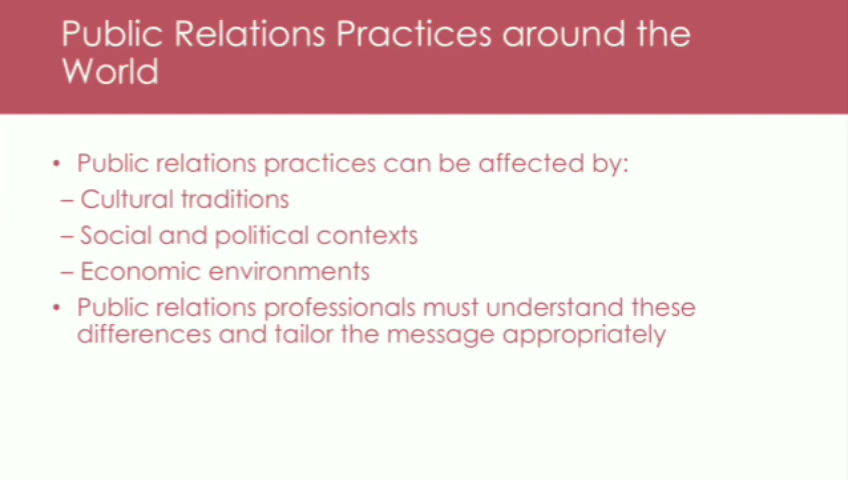 Public Relations Practices around the
World
• Public relations practices can be affected by:
– Cultural traditions
– Social and political contexts
– Economic environments
• Public relations professionals must understand these
differences and tailor the message appropriately